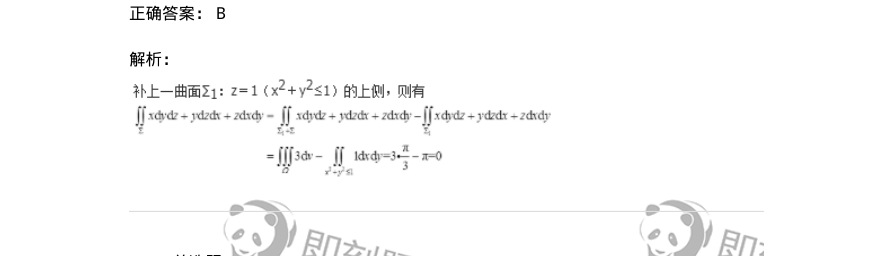 正确答案： B
解析：
补上一曲面Σ₁：z=1（x²+y²≤1）的上侧，则有
∬_Σ xdydz + ydzdx + zdxdy = ∬_{Σ₁+Σ} xdydz + ydzdx + zdxdy − ∬_{Σ₁} xdydz + ydzdx + zdxdy
= ∭_Ω 3dv − ∬_{x²+y²≤1} 1dxdy=3•π/3 − π=0